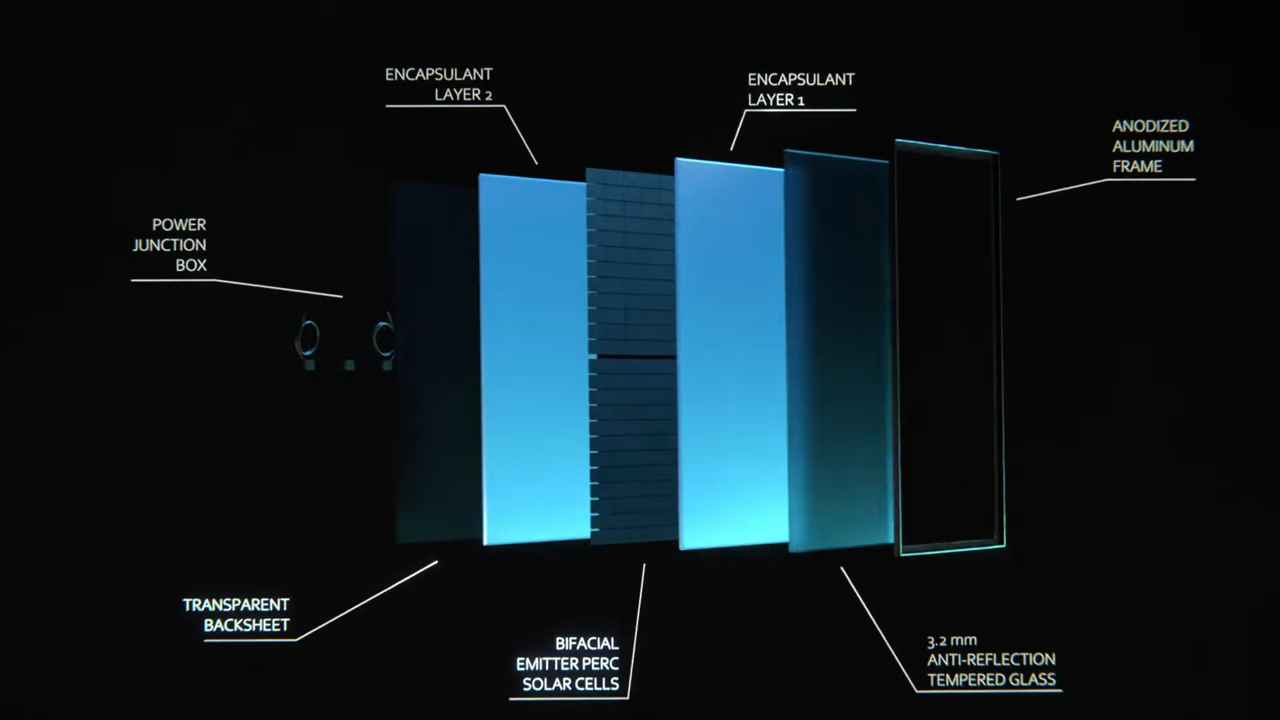 ENCAPSULANT
LAYER 2
ENCAPSULANT
LAYER 1
ANODIZED
ALUMINUM
FRAME
POWER
JUNCTION
BOX
TRANSPARENT
BACKSHEET
BIFACIAL
EMITTER PERC
SOLAR CELLS
3.2 mm
ANTI-REFLECTION
TEMPERED GLASS